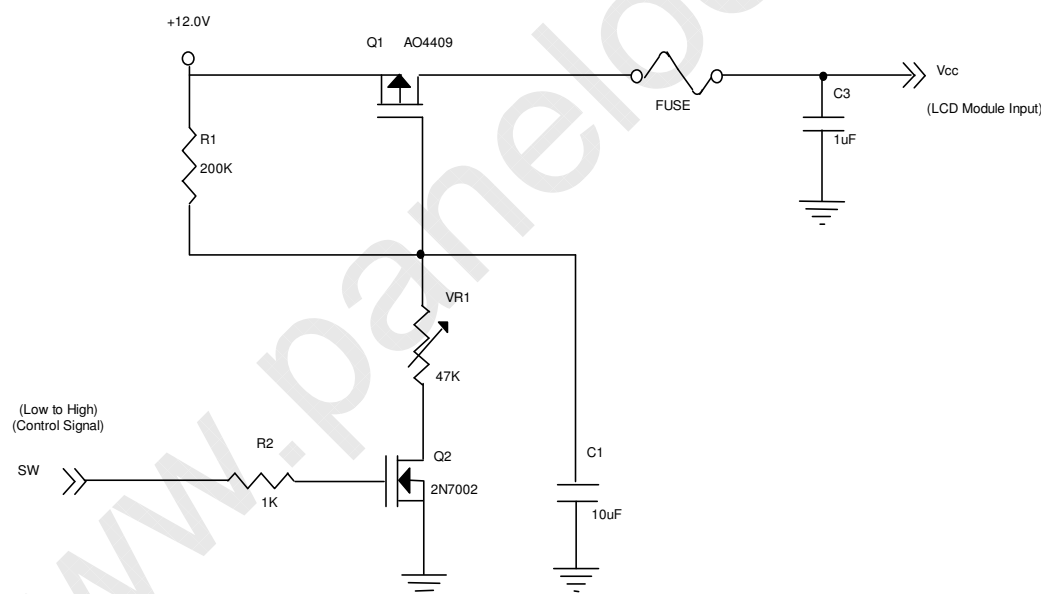 +12.0V
Q1 AO4409
Vcc
C3
FUSE
(LCD Module Input)
R1
1uF
200K
VR1
47K
(Low to High)
(Control Signal)
R2
Q2
C1
SW
2N7002
1K
10uF
www.panelo